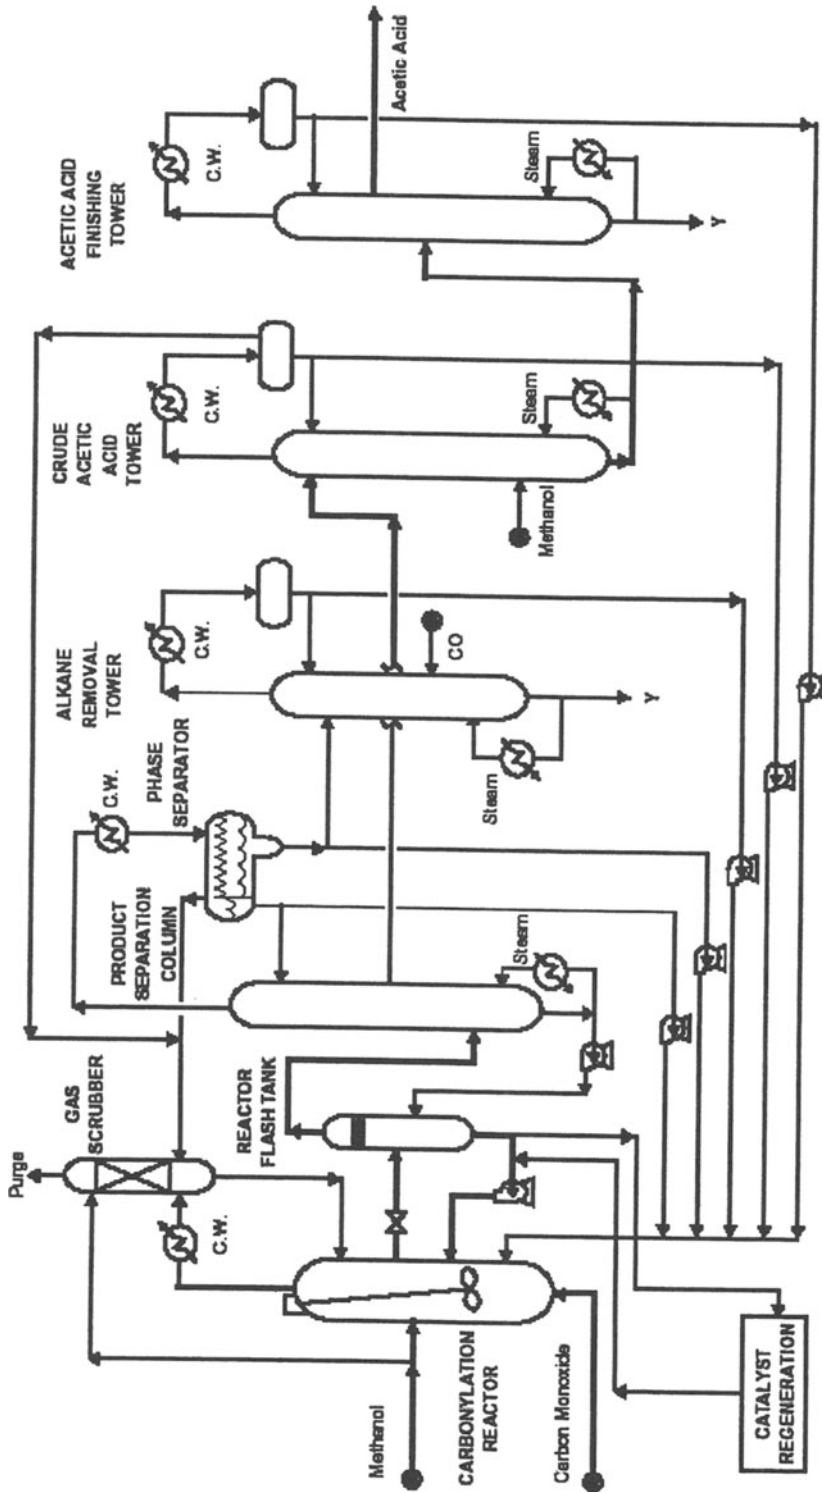 Purge
GAS
SCRUBBER
C.W.
Methanol
CARBONYLATION
REACTOR
Carbon Monoxide
CATALYST
REGENERATION
REACTOR
FLASH TANK
PRODUCT
SEPARATION
COLUMN
Steam
C.W.
PHASE
SEPARATOR
ALKANE
REMOVAL
TOWER
C.W.
CO
Steam
Y
CRUDE
ACETIC
ACID
TOWER
C.W.
Steam
Methanol
ACETIC ACID
FINISHING
TOWER
C.W.
Steam
Y
Acetic Acid